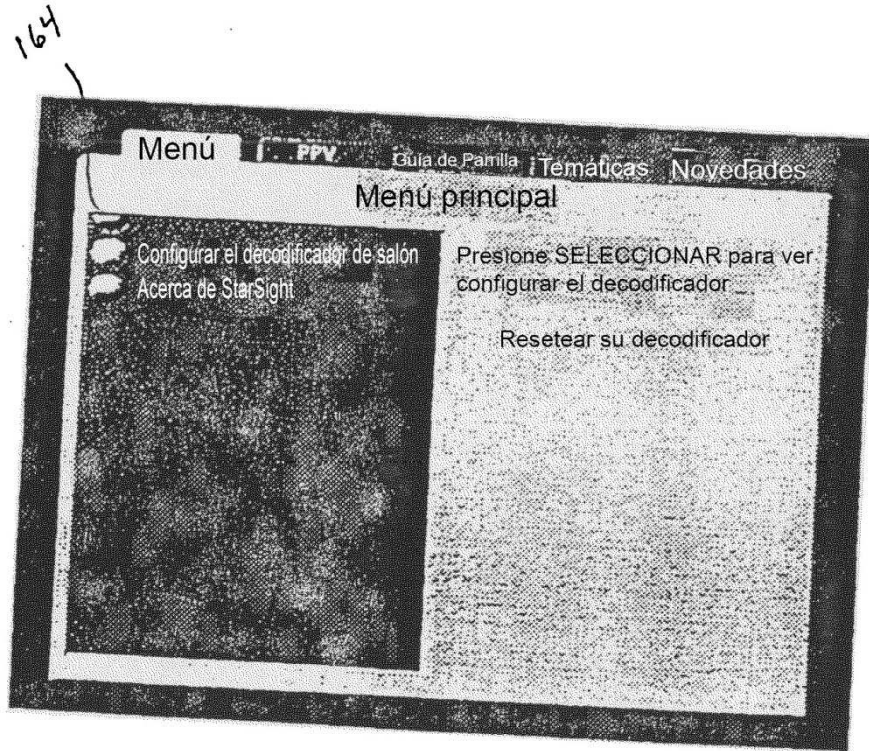 164
Menú PPV Guía de Parrilla Temáticas Novedades
Menú principal
Configurar el decodificador de salón
Acerca de StarSight
Presione SELECCIONAR para ver
configurar el decodificador
Resetear su decodificador